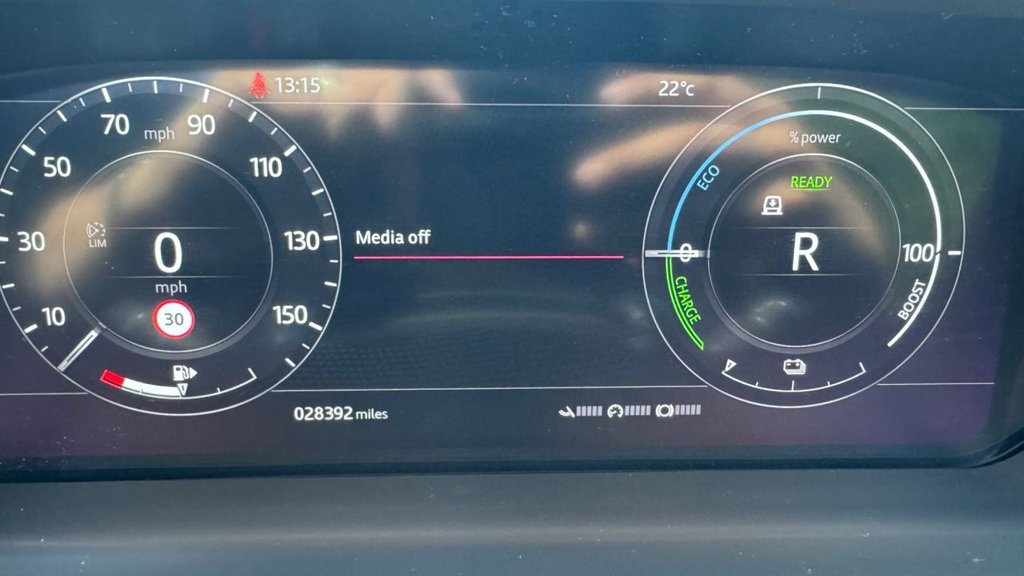 13:15
22°c
70
mph
90
50
110
% power
ECO
READY
30
LIM
0
130
Media off
0
R
100
mph
10
30
150
CHARGE
BOOST
028392 miles